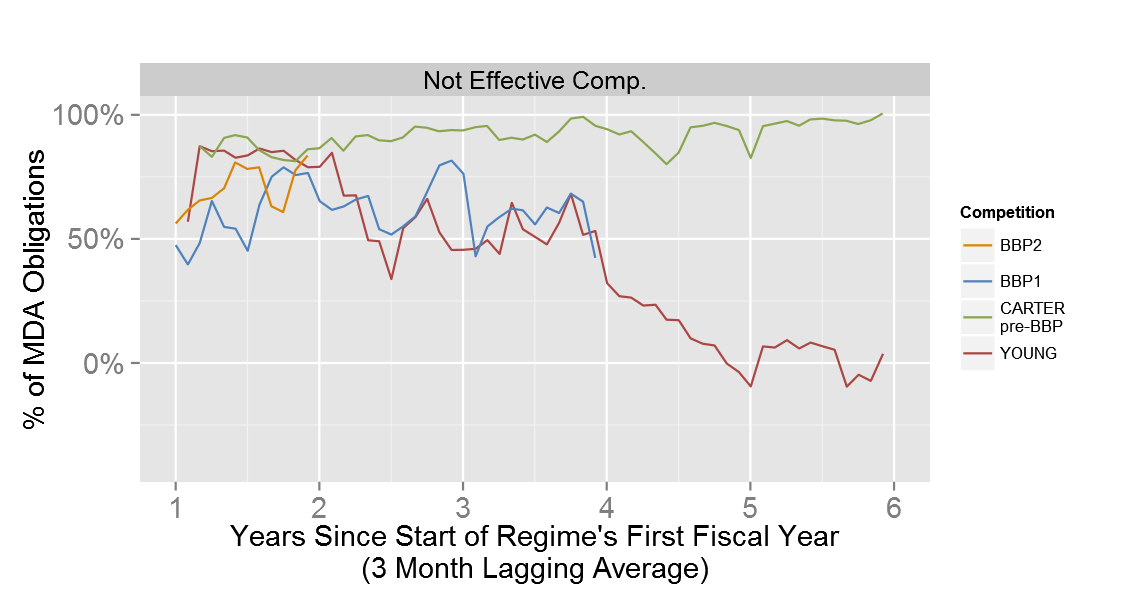 Not Effective Comp.
100%
50%
0%
% of MDA Obligations
1 2 3 4 5 6
Years Since Start of Regime's First Fiscal Year
(3 Month Lagging Average)
Competition
BBP2
BBP1
CARTER
pre-BBP
YOUNG